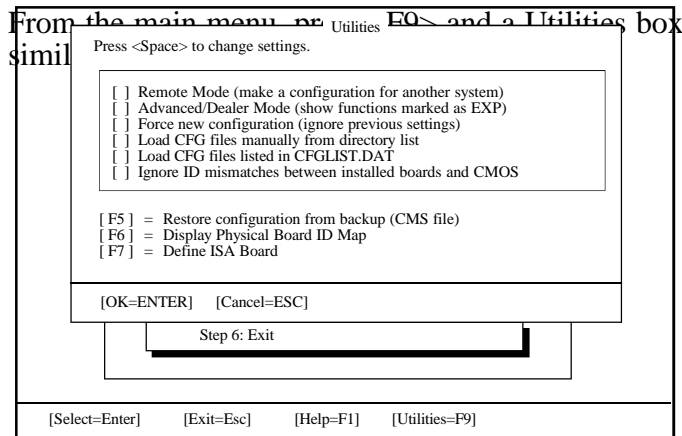 From the main menu, pr F9> and a Utilities box
simil
Utilities
Press <Space> to change settings.
[ ] Remote Mode (make a configuration for another system)
[ ] Advanced/Dealer Mode (show functions marked as EXP)
[ ] Force new configuration (ignore previous settings)
[ ] Load CFG files manually from directory list
[ ] Load CFG files listed in CFGLIST.DAT
[ ] Ignore ID mismatches between installed boards and CMOS
[ F5 ] = Restore configuration from backup (CMS file)
[ F6 ] = Display Physical Board ID Map
[ F7 ] = Define ISA Board
[OK=ENTER] [Cancel=ESC]
Step 6: Exit
[Select=Enter] [Exit=Esc] [Help=F1] [Utilities=F9]